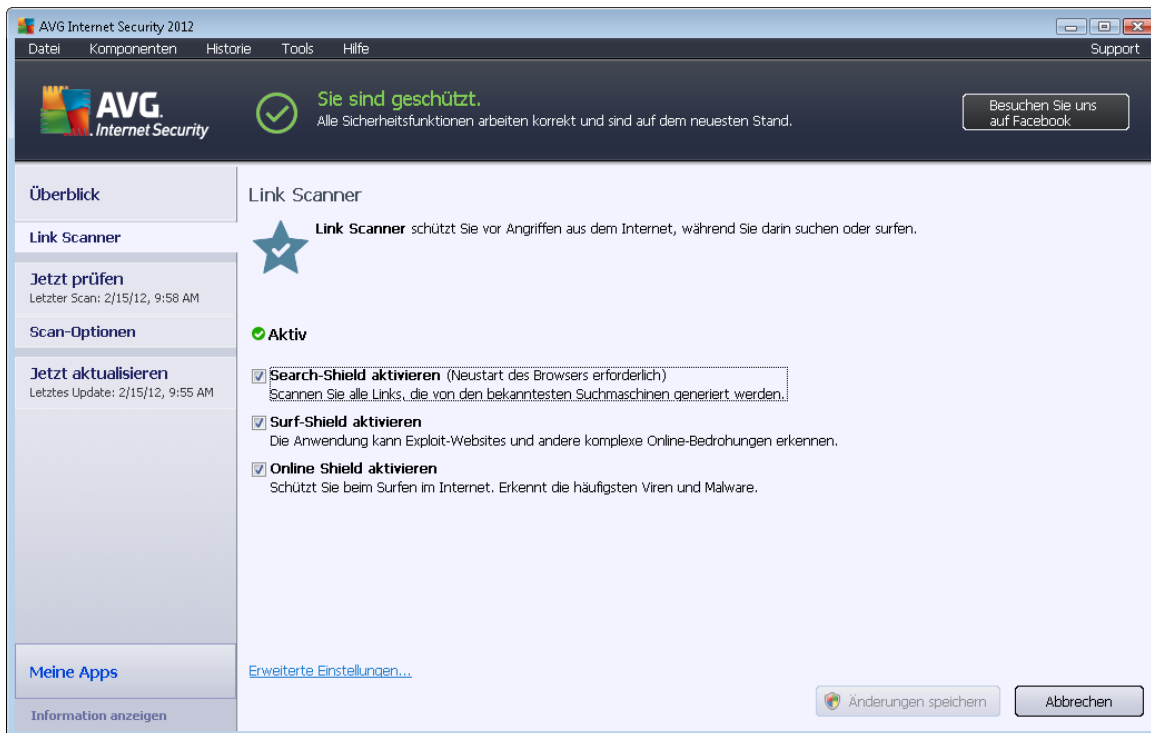 AVG Internet Security 2012
Datei Komponenten Historie Tools Hilfe Support
AVG.
Internet Security
Sie sind geschützt.
Alle Sicherheitsfunktionen arbeiten korrekt und sind auf dem neuesten Stand.
Besuchen Sie uns
auf Facebook
Überblick
Link Scanner
Jetzt prüfen
Letzter Scan: 2/15/12, 9:58 AM
Scan-Optionen
Jetzt aktualisieren
Letztes Update: 2/15/12, 9:55 AM
Meine Apps
Information anzeigen
Link Scanner
Link Scanner schützt Sie vor Angriffen aus dem Internet, während Sie darin suchen oder surfen.
Aktiv
Search-Shield aktivieren (Neustart des Browsers erforderlich)
Scannen Sie alle Links, die von den bekanntesten Suchmaschinen generiert werden.
Surf-Shield aktivieren
Die Anwendung kann Exploit-Websites und andere komplexe Online-Bedrohungen erkennen.
Online Shield aktivieren
Schützt Sie beim Surfen im Internet. Erkennt die häufigsten Viren und Malware.
Erweiterte Einstellungen...
Änderungen speichern
Abbrechen